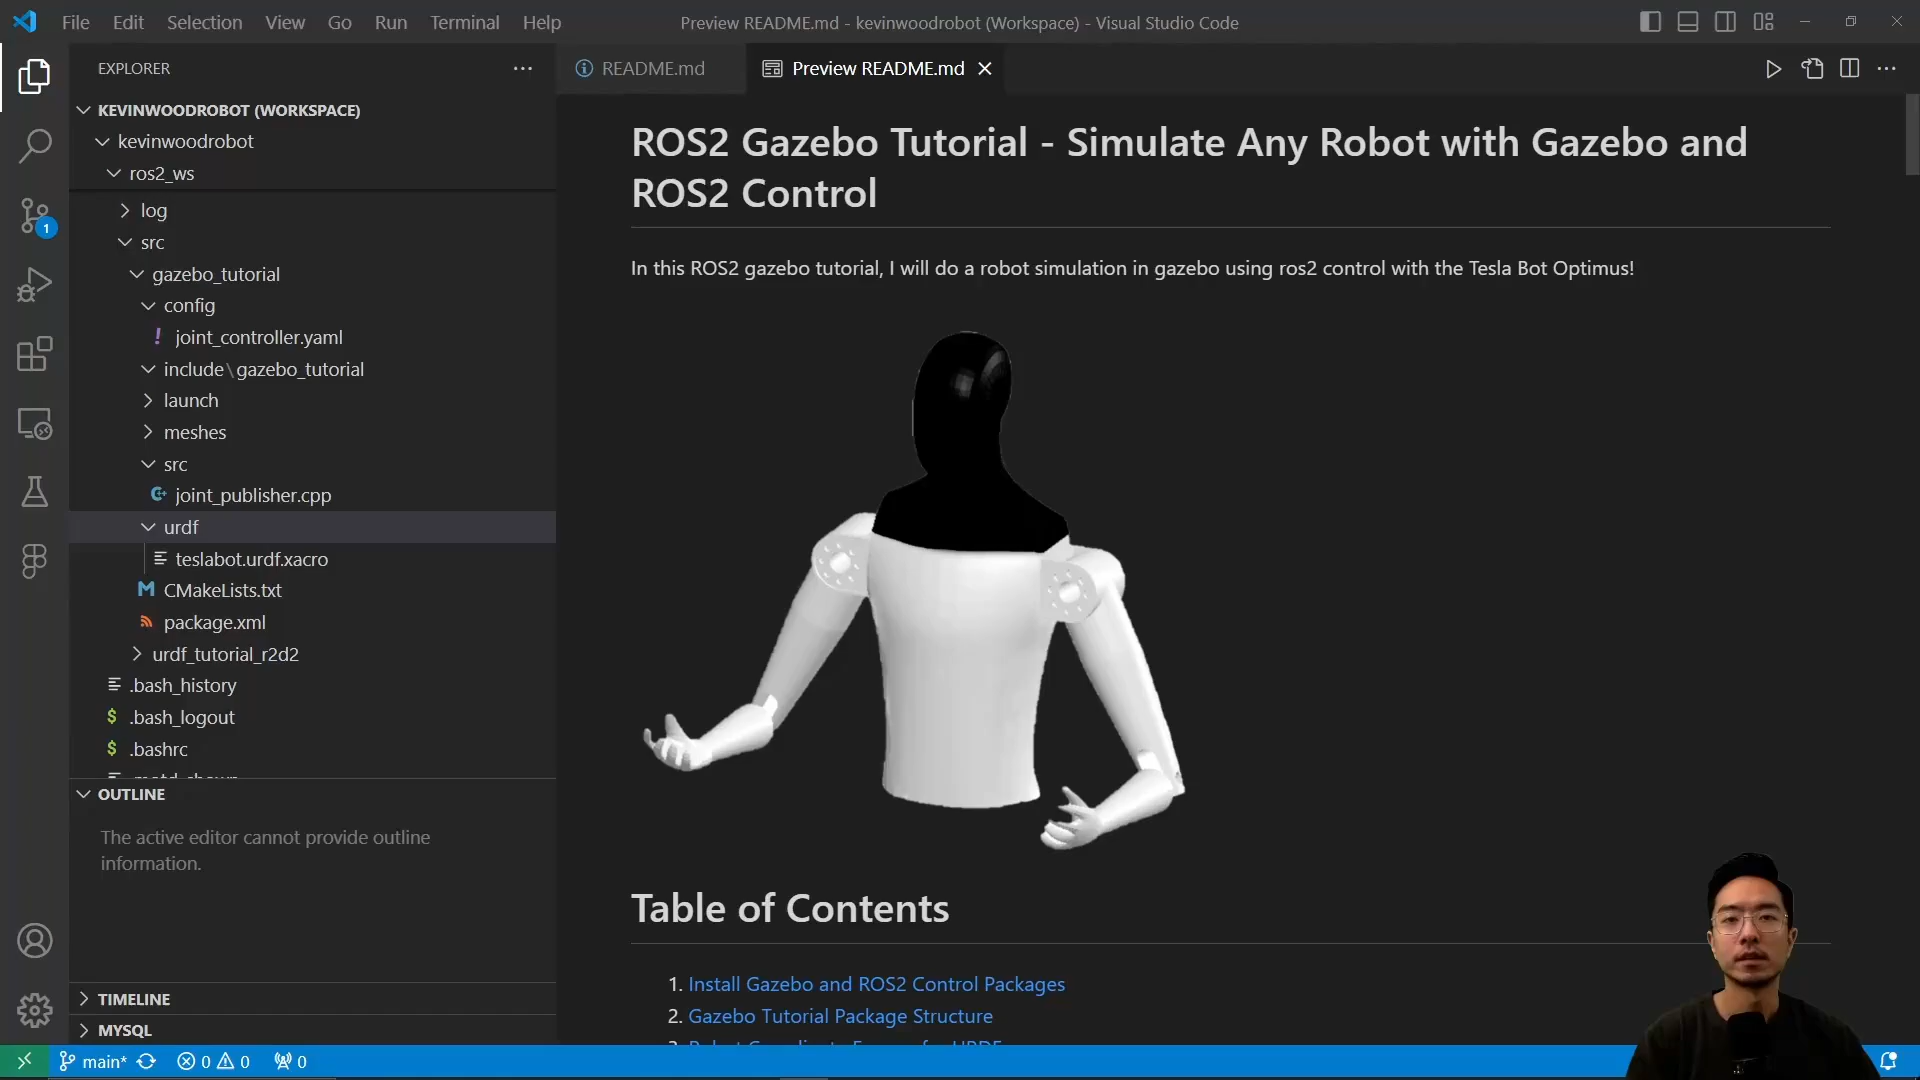 File Edit Selection View Go Run Terminal Help
Preview README.md - kevinwoodrobot (Workspace) - Visual Studio Code
EXPLORER
KEVINWOODROBOT (WORKSPACE)
kevinwoodrobot
ros2_ws
log
src
gazebo_tutorial
config
joint_controller.yaml
include\gazebo_tutorial
launch
meshes
src
joint_publisher.cpp
urdf
teslabot.urdf.xacro
CMakeLists.txt
package.xml
urdf_tutorial_r2d2
.bash_history
.bash_logout
.bashrc
OUTLINE
The active editor cannot provide outline
information.
TIMELINE
MYSQL
1
README.md
Preview README.md
ROS2 Gazebo Tutorial - Simulate Any Robot with Gazebo and
ROS2 Control
In this ROS2 gazebo tutorial, I will do a robot simulation in gazebo using ros2 control with the Tesla Bot Optimus!
Table of Contents
1. Install Gazebo and ROS2 Control Packages
2. Gazebo Tutorial Package Structure
main* 0 0 0